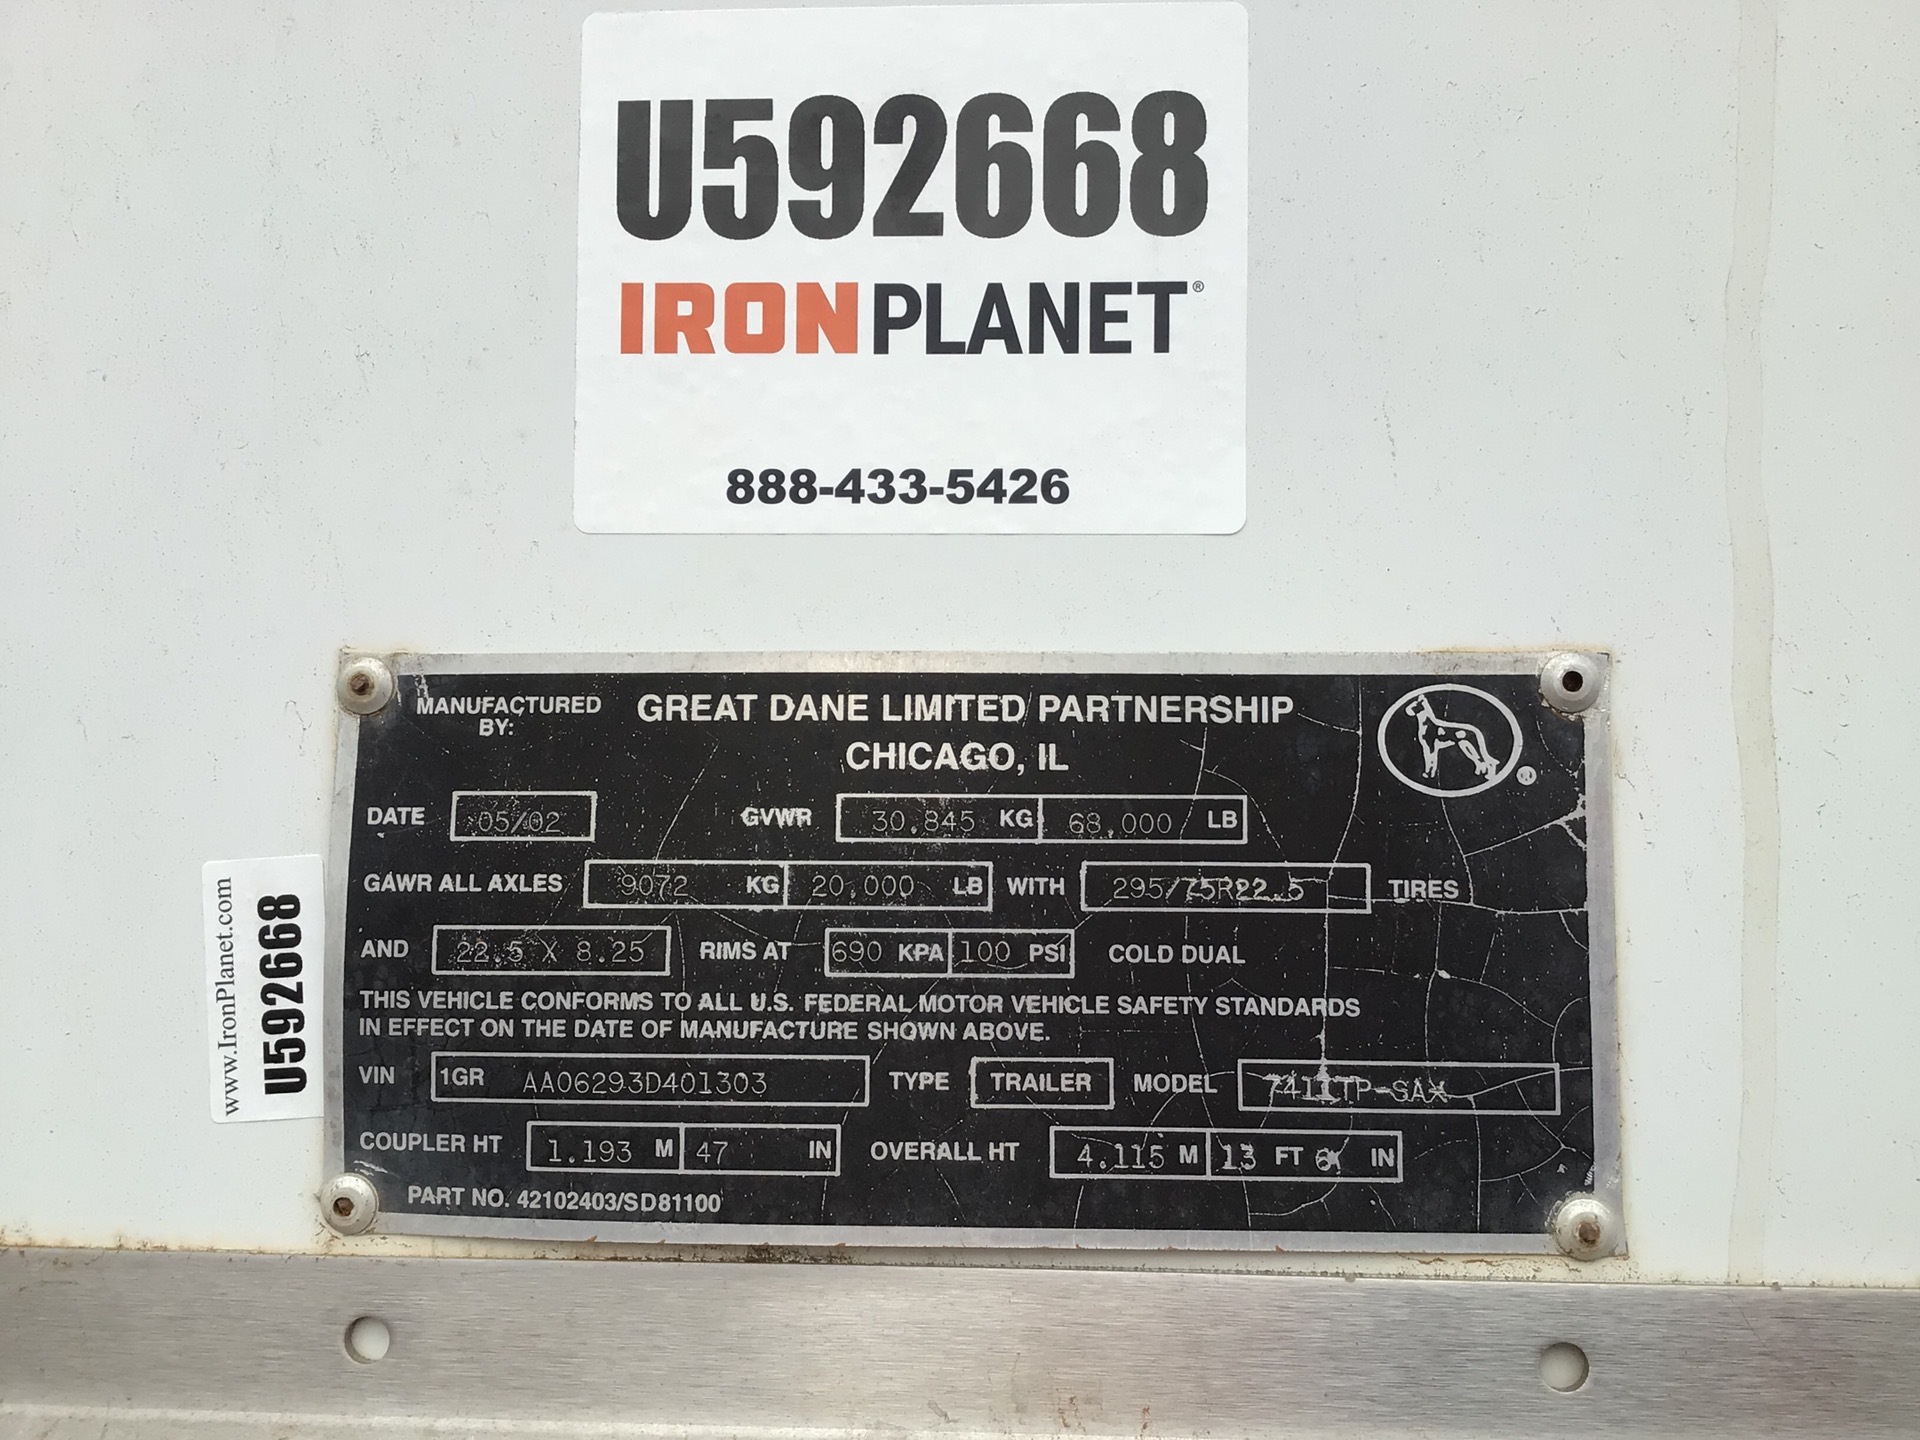 U592668
IRONPLANET®
888-433-5426
www.IronPlanet.com
U592668
MANUFACTURED BY: GREAT DANE LIMITED PARTNERSHIP
CHICAGO, IL
®
DATE 05/02 GVWR 30.845 KG 68.000 LB
GAWR ALL AXLES 9072 KG 20.000 LB WITH 295/75R22.5 TIRES
AND 22.5 X 8.25 RIMS AT 690 KPA 100 PSI COLD DUAL
THIS VEHICLE CONFORMS TO ALL U.S. FEDERAL MOTOR VEHICLE SAFETY STANDARDS
IN EFFECT ON THE DATE OF MANUFACTURE SHOWN ABOVE.
VIN 1GR AA06293D401303 TYPE TRAILER MODEL
COUPLER HT 1.193 M 47 IN OVERALL HT 4.115 M 13 FT 6 IN
PART NO. 42102403/SD81100